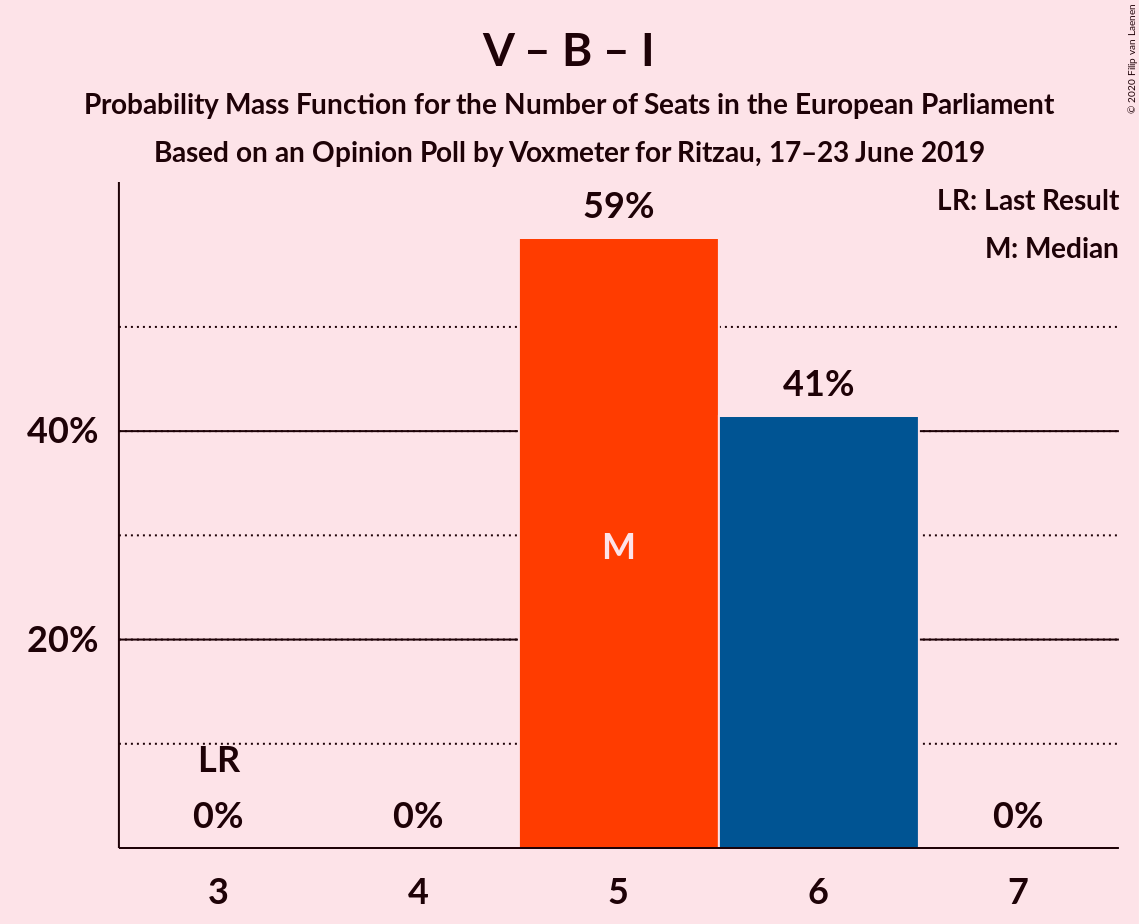 V – B – I
Probability Mass Function for the Number of Seats in the European Parliament
Based on an Opinion Poll by Voxmeter for Ritzau, 17–23 June 2019
© 2020 Filip van Laenen
LR: Last Result
M: Median
59%
41%
40%
M
20%
LR
0%
0%
0%
3
4
5
6
7